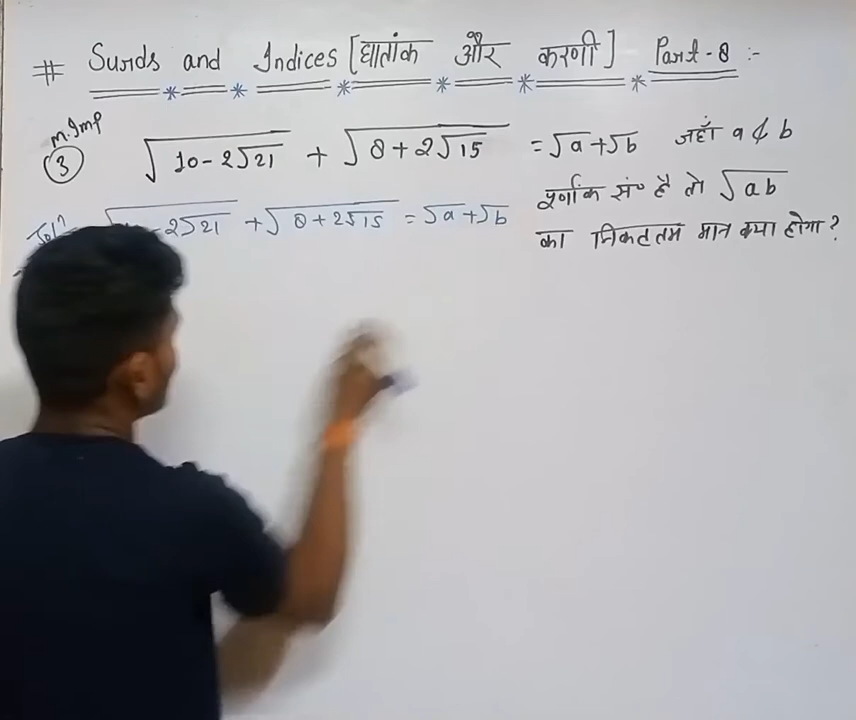 # Surds and Indices [घातांक और करणी] Part-8 :-
m.Imp
③ √10-2√21 + √8+2√15 = √a+√b जहाँ a & b
पूर्णांक सं० है तो √ab
का निकटतम मान क्या होगा?
Solⁿ -2√21 + √8+2√15 = √a+√b